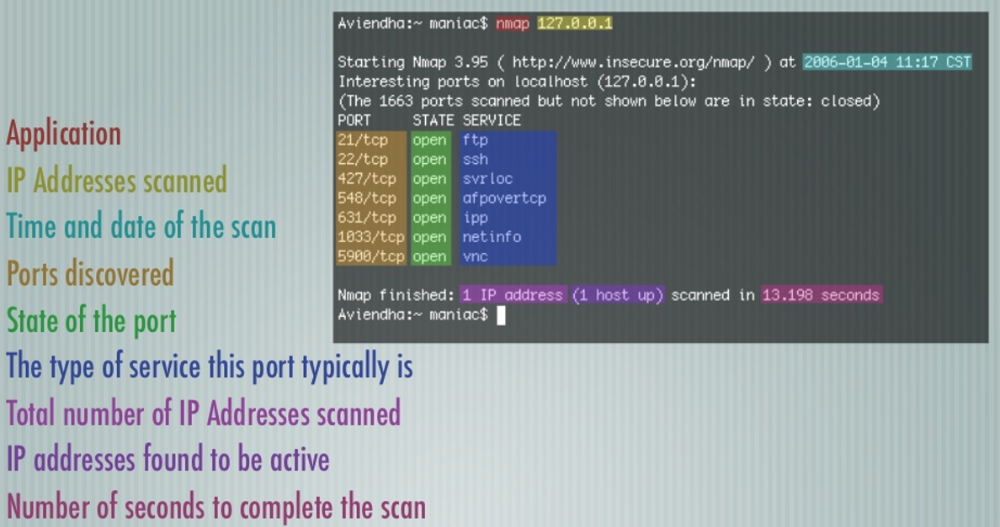 Aviendha:~ maniac$ nmap 127.0.0.1
Starting Nmap 3.95 ( http://www.insecure.org/nmap/ ) at 2006-01-04 11:17 CST
Interesting ports on localhost (127.0.0.1):
(The 1663 ports scanned but not shown below are in state: closed)
PORT STATE SERVICE
21/tcp open ftp
22/tcp open ssh
427/tcp open svrloc
548/tcp open afpovertcp
631/tcp open ipp
1033/tcp open netinfo
5900/tcp open vnc
Nmap finished: 1 IP address (1 host up) scanned in 13.198 seconds
Aviendha:~ maniac$
Application
IP Addresses scanned
Time and date of the scan
Ports discovered
State of the port
The type of service this port typically is
Total number of IP Addresses scanned
IP addresses found to be active
Number of seconds to complete the scan